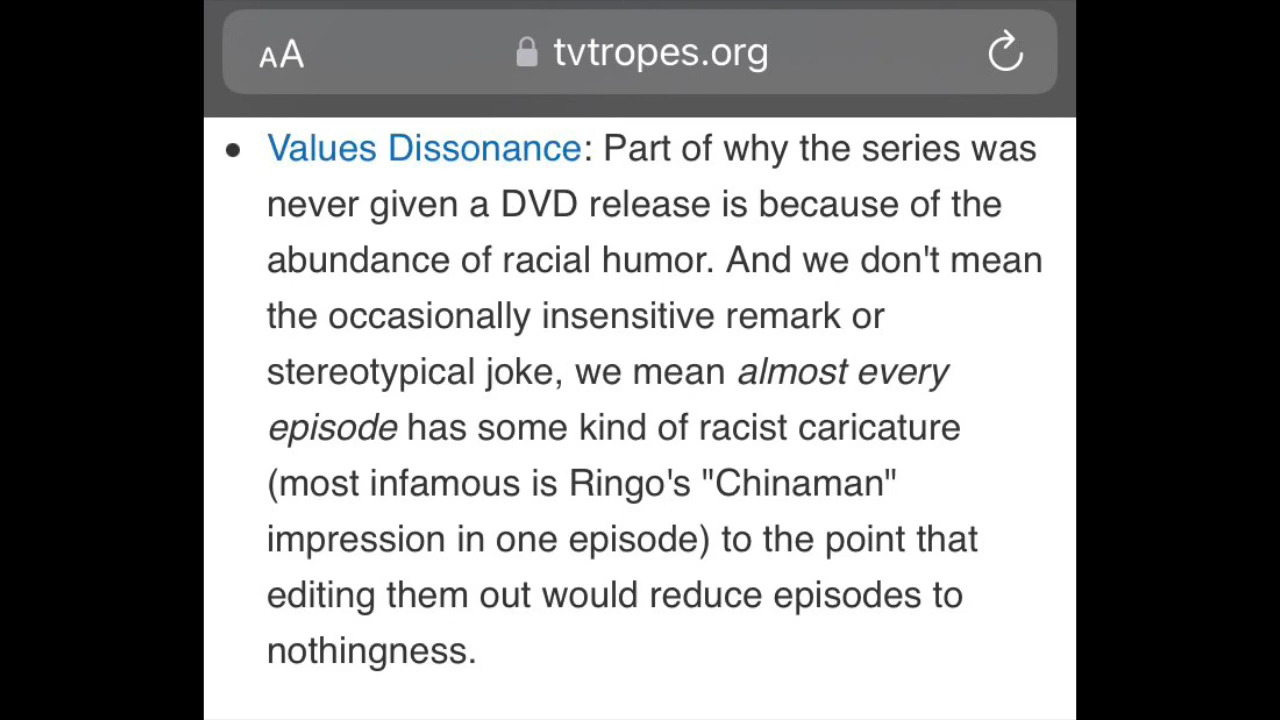 AA tvtropes.org
• Values Dissonance: Part of why the series was
never given a DVD release is because of the
abundance of racial humor. And we don't mean
the occasionally insensitive remark or
stereotypical joke, we mean almost every
episode has some kind of racist caricature
(most infamous is Ringo's "Chinaman"
impression in one episode) to the point that
editing them out would reduce episodes to
nothingness.